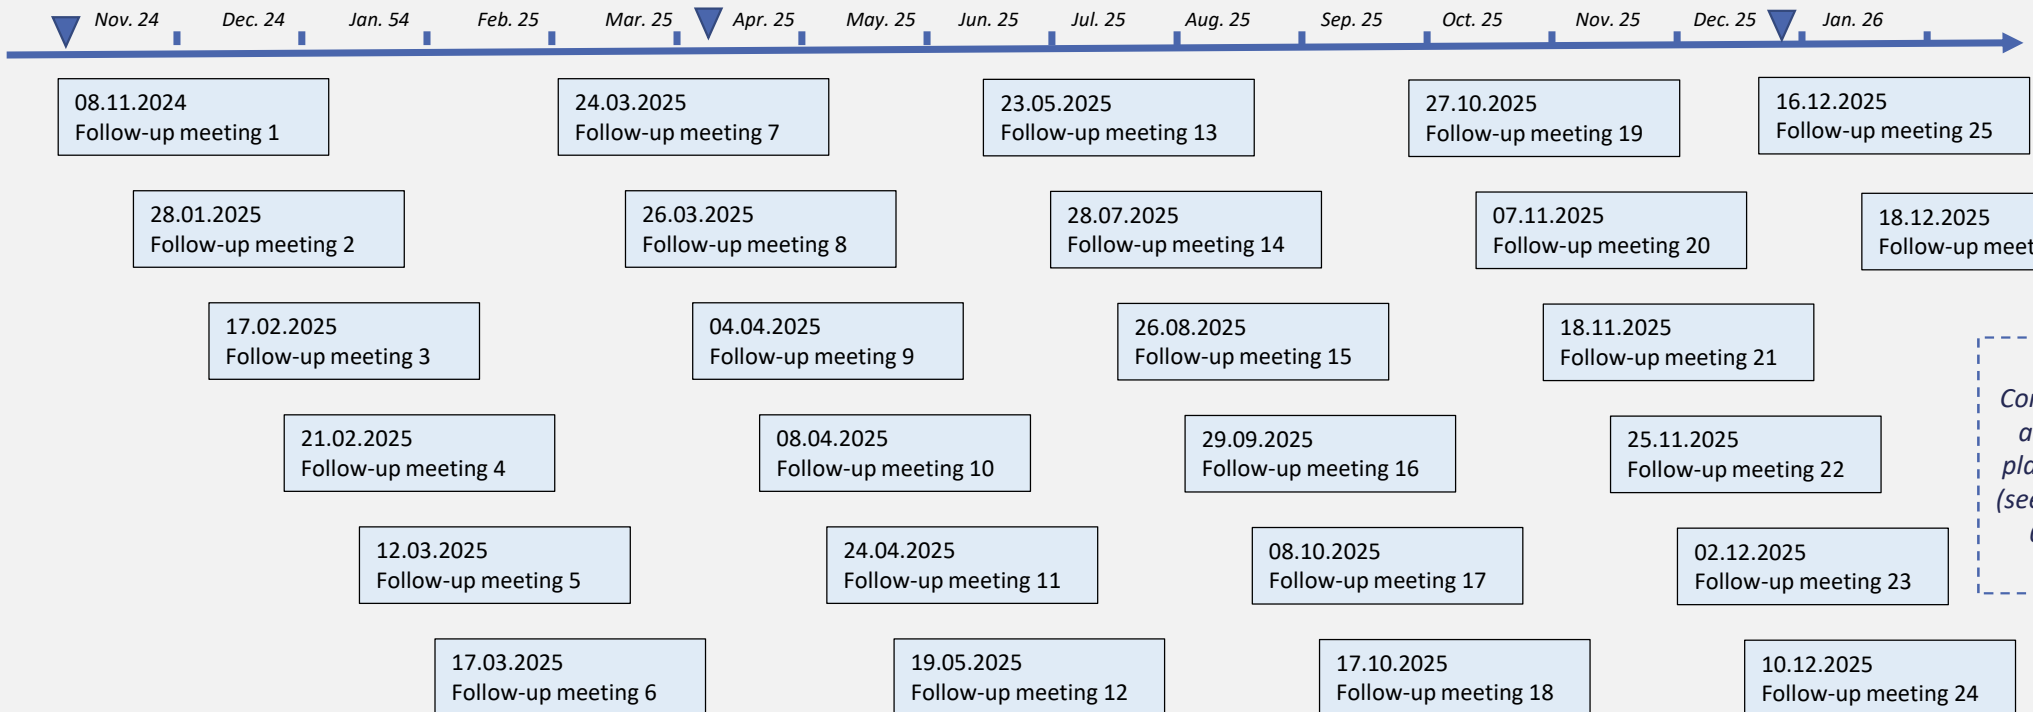 Nov. 24 Dec. 24 Jan. 54 Feb. 25 Mar. 25 Apr. 25 May. 25 Jun. 25 Jul. 25 Aug. 25 Sep. 25 Oct. 25 Nov. 25 Dec. 25 Jan. 26
08.11.2024
Follow-up meeting 1
28.01.2025
Follow-up meeting 2
17.02.2025
Follow-up meeting 3
21.02.2025
Follow-up meeting 4
12.03.2025
Follow-up meeting 5
17.03.2025
Follow-up meeting 6
24.03.2025
Follow-up meeting 7
26.03.2025
Follow-up meeting 8
04.04.2025
Follow-up meeting 9
08.04.2025
Follow-up meeting 10
24.04.2025
Follow-up meeting 11
19.05.2025
Follow-up meeting 12
23.05.2025
Follow-up meeting 13
28.07.2025
Follow-up meeting 14
26.08.2025
Follow-up meeting 15
29.09.2025
Follow-up meeting 16
08.10.2025
Follow-up meeting 17
17.10.2025
Follow-up meeting 18
27.10.2025
Follow-up meeting 19
07.11.2025
Follow-up meeting 20
18.11.2025
Follow-up meeting 21
25.11.2025
Follow-up meeting 22
02.12.2025
Follow-up meeting 23
10.12.2025
Follow-up meeting 24
16.12.2025
Follow-up meeting 25
18.12.2025
Follow-up
(see